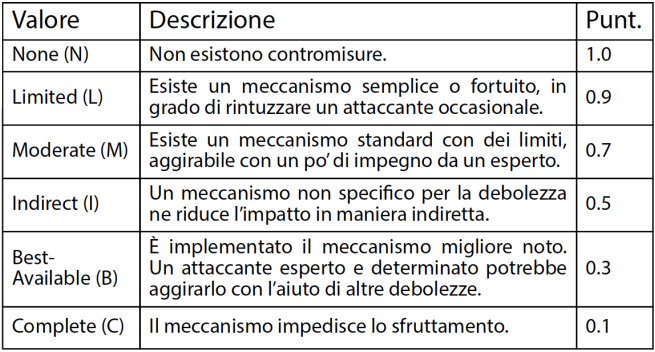 Valore Descrizione Punt.
None (N) Non esistono contromisure. 1.0
Limited (L) Esiste un meccanismo semplice o fortuito, in grado di rintuzzare un attaccante occasionale. 0.9
Moderate (M) Esiste un meccanismo standard con dei limiti, aggirabile con un po’ di impegno da un esperto. 0.7
Indirect (I) Un meccanismo non specifico per la debolezza ne riduce l’impatto in maniera indiretta. 0.5
Best-Available (B) È implementato il meccanismo migliore noto. Un attaccante esperto e determinato potrebbe aggirarlo con l’aiuto di altre debolezze. 0.3
Complete (C) Il meccanismo impedisce lo sfruttamento. 0.1